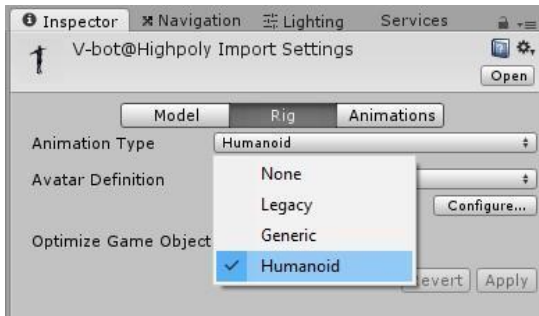 Inspector Navigation Lighting Services
V-bot@Highpoly Import Settings
Open
Model Rig Animations
Animation Type Humanoid
None
Avatar Definition
Legacy
Configure...
Generic
Optimize Game Object
Humanoid
Apply